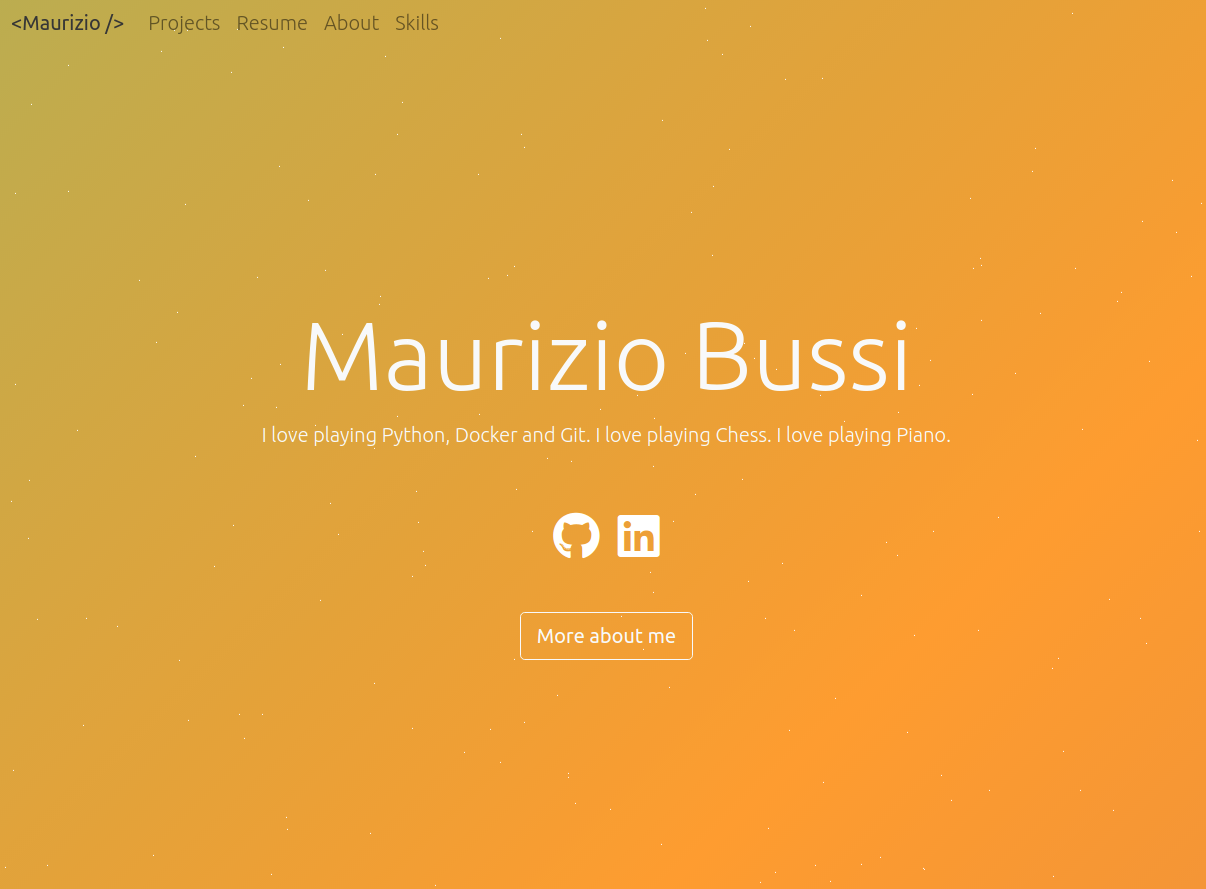 <Maurizio /> Projects Resume About Skills
Maurizio Bussi
I love playing Python, Docker and Git. I love playing Chess. I love playing Piano.
in
More about me